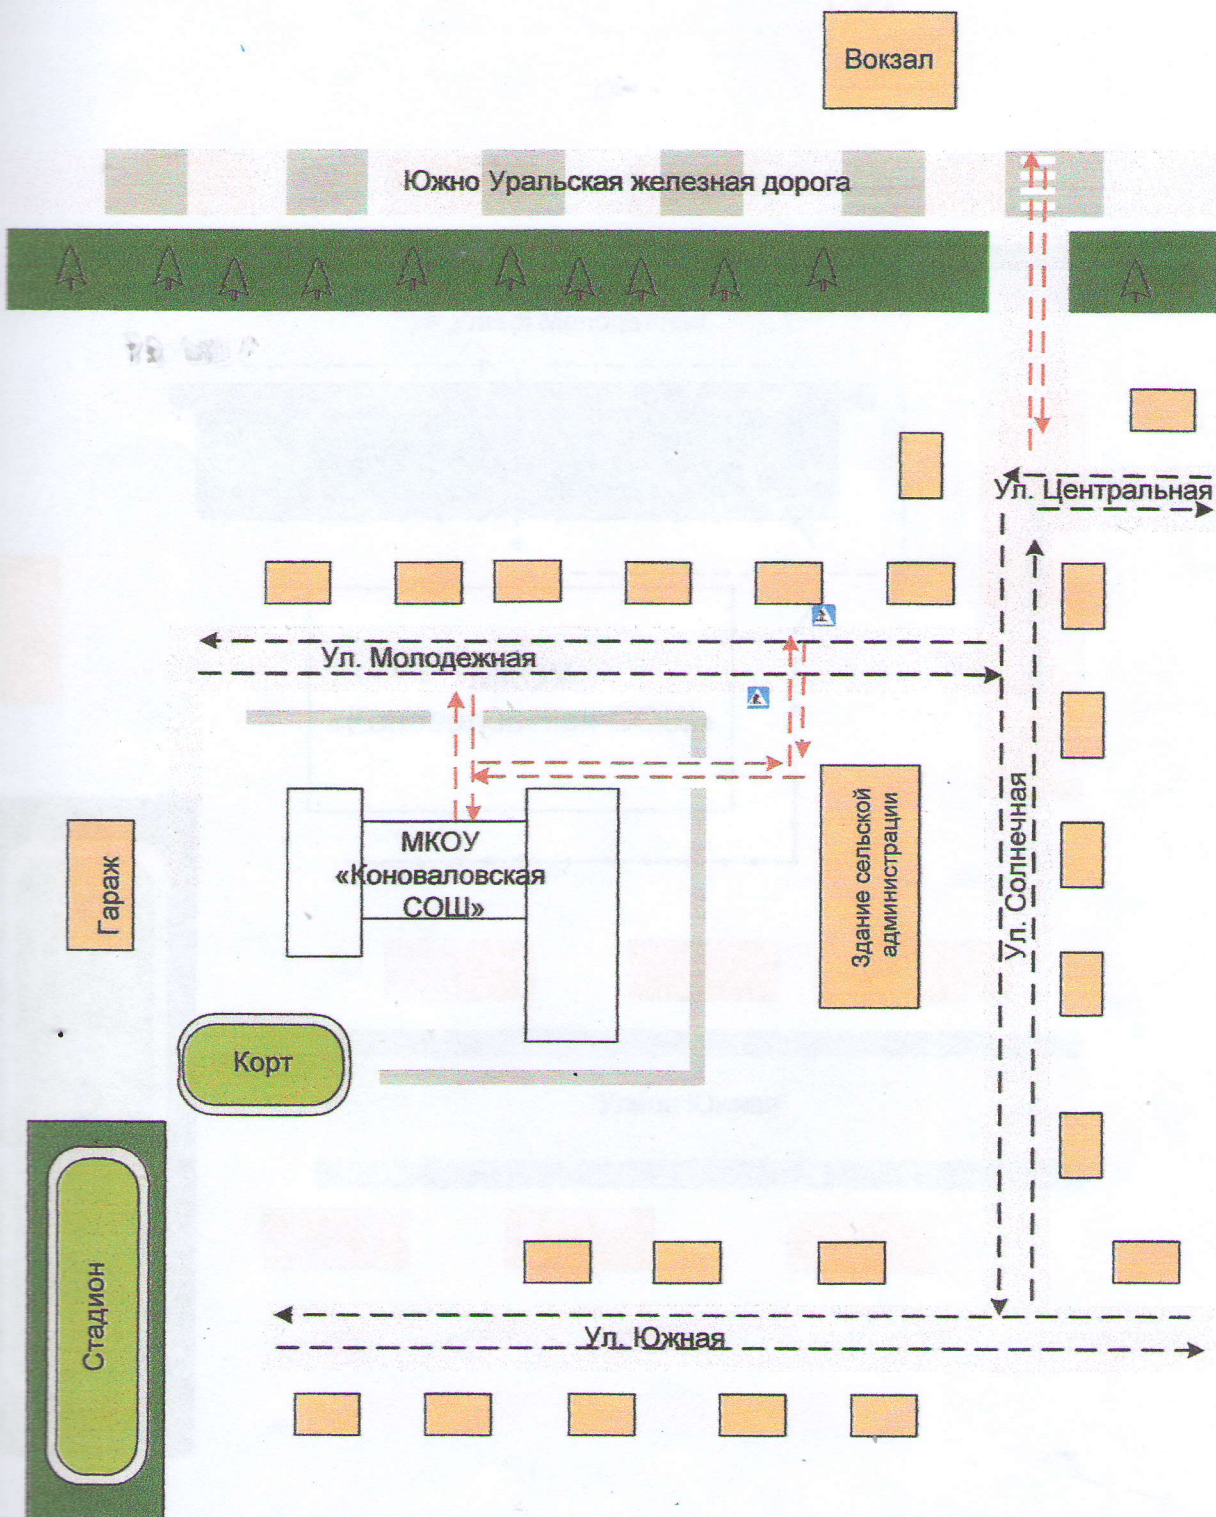 Вокзал
Южно Уральская железная дорога
Ул. Центральная
Ул. Молодежная
МКОУ
«Коноваловская
СОШ»
Здание сельской
администрации
Ул. Солнечная
Гараж
Корт
Стадион
Ул. Южная